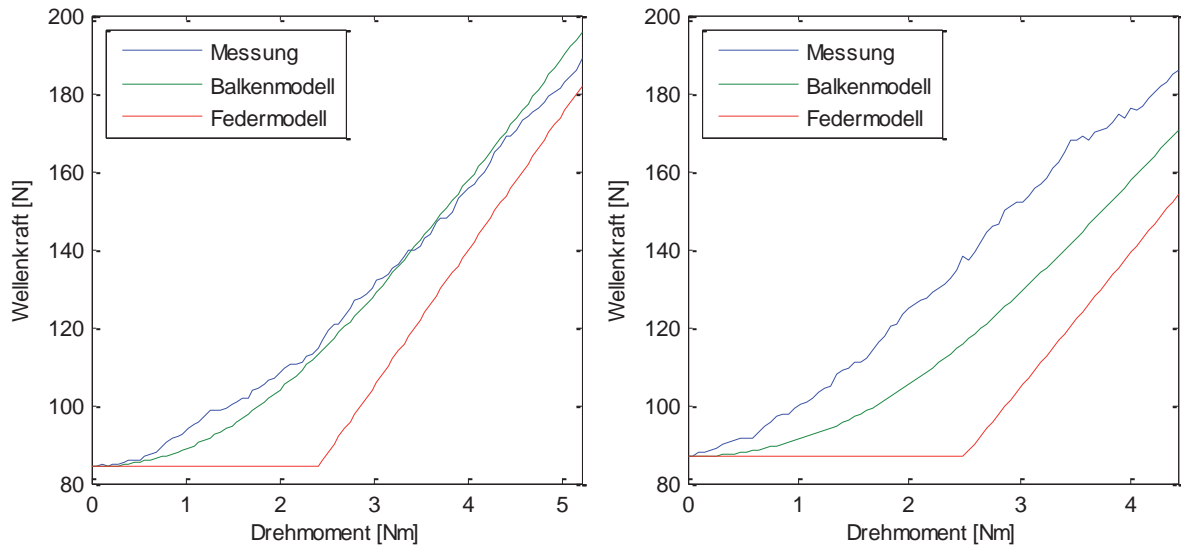 200
180
160
140
120
100
80
Wellenkraft [N]
Messung
Balkenmodell
Federmodell
0 1 2 3 4 5
Drehmoment [Nm]
200
180
160
140
120
100
80
Wellenkraft [N]
Messung
Balkenmodell
Federmodell
0 1 2 3 4
Drehmoment [Nm]